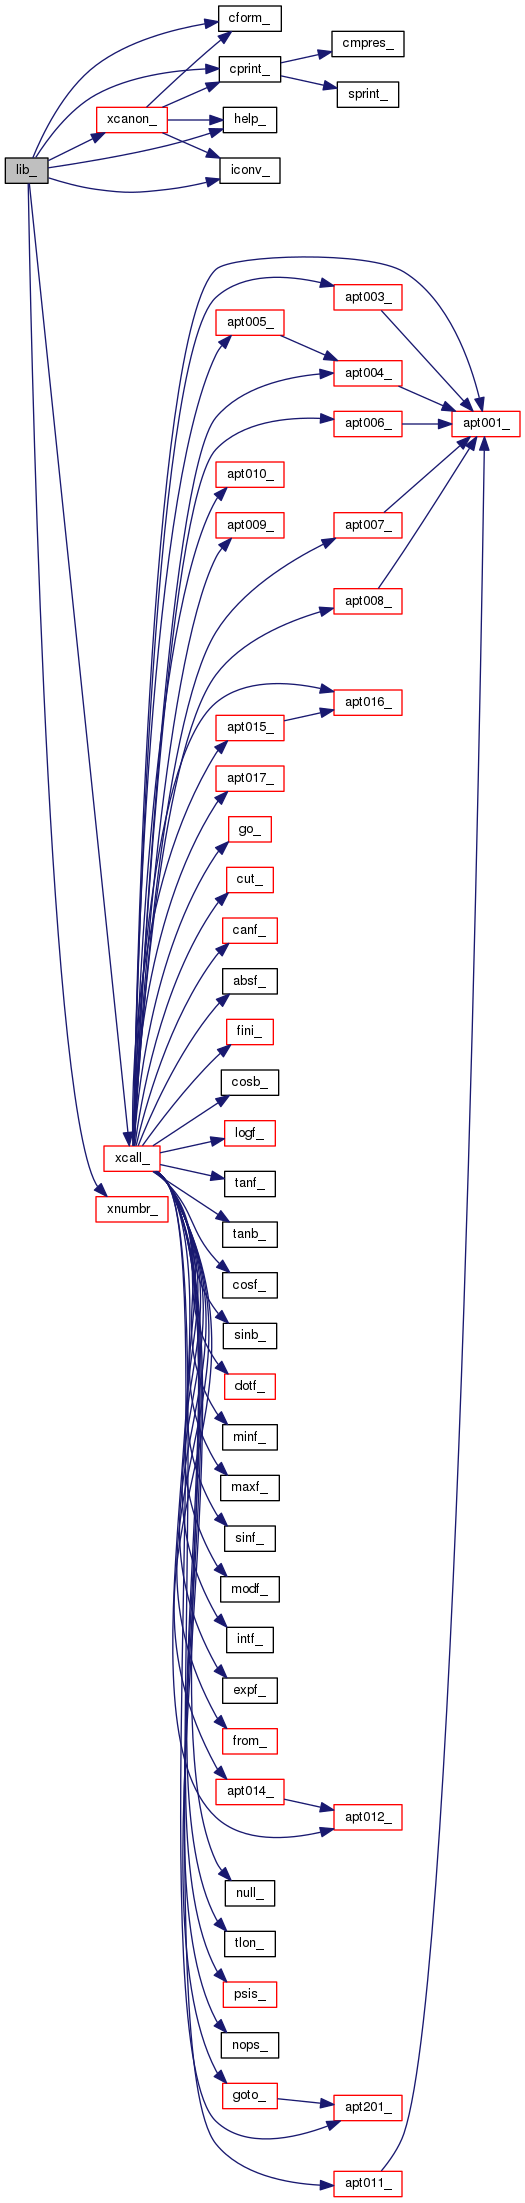 cform_
cmpres_
cprint_
sprint_
xcanon_
help_
lib_
iconv_
apt003_
apt005_
apt004_
apt006_
apt001_
apt010_
apt009_
apt007_
apt008_
apt016_
apt015_
apt017_
go_
cut_
canf_
absf_
fini_
cosb_
logf_
xcall_
tanf_
xnumbr_
tanb_
cosf_
sinb_
dotf_
minf_
maxf_
sinf_
modf_
intf_
expf_
from_
apt014_
apt012_
null_
tlon_
psis_
nops_
goto_
apt201_
apt011_